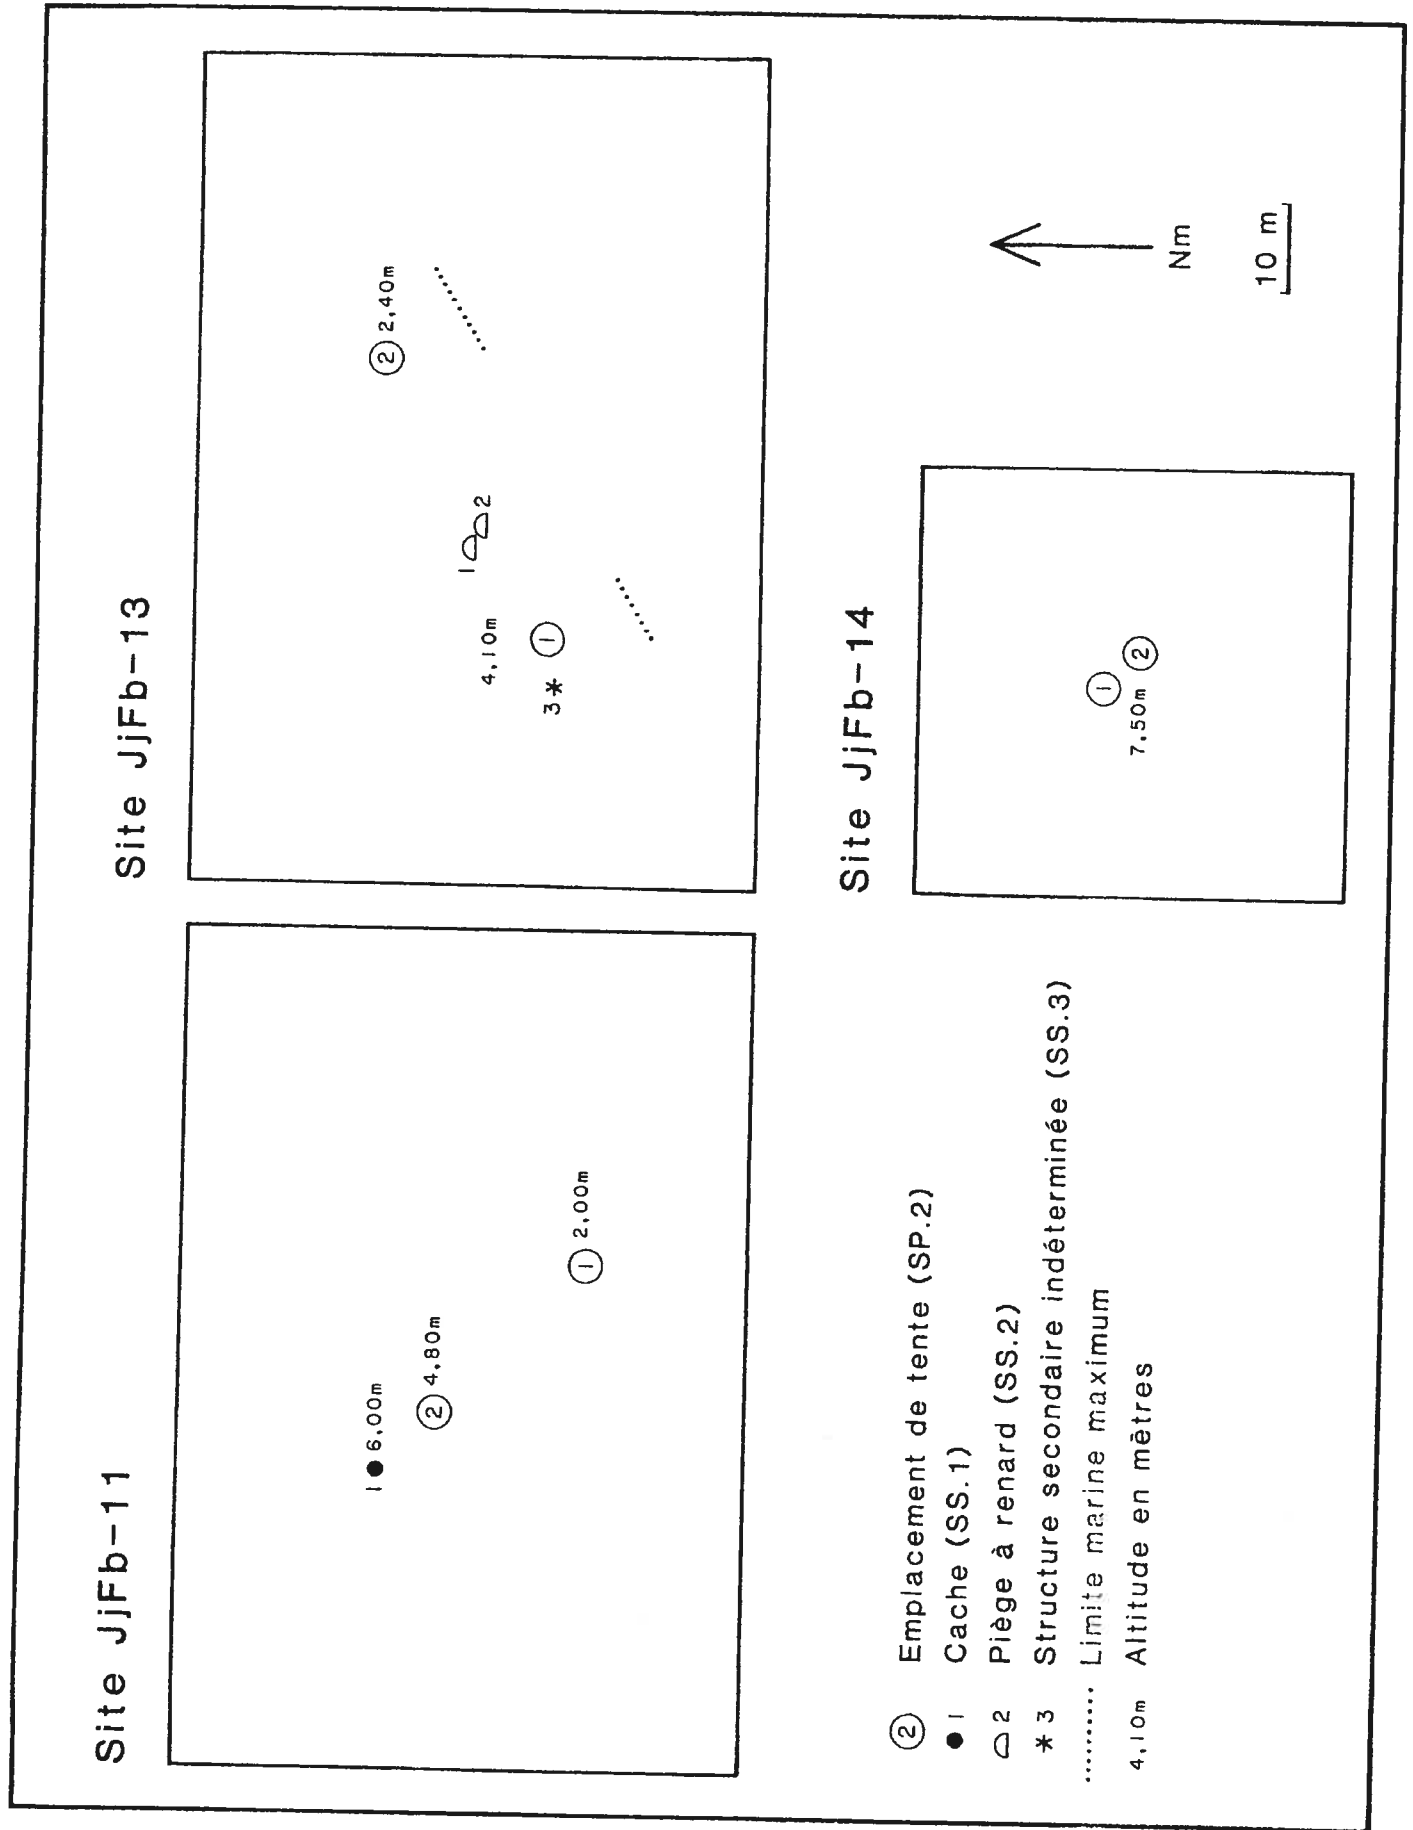 Site JjFb-11
1 6,00m
2 4,80m
1 2,00m
Site JjFb-13
2 2,40m
1
2
4,10m
3* 1
Site JjFb-14
1
7,50m 2
2 Emplacement de tente (SP.2)
1 Cache (SS.1)
2 Piège à renard (SS.2)
*3 Structure secondaire indéterminée (SS.3)
......... Limite marine maximum
4,10m Altitude en mètres
Nm
10 m